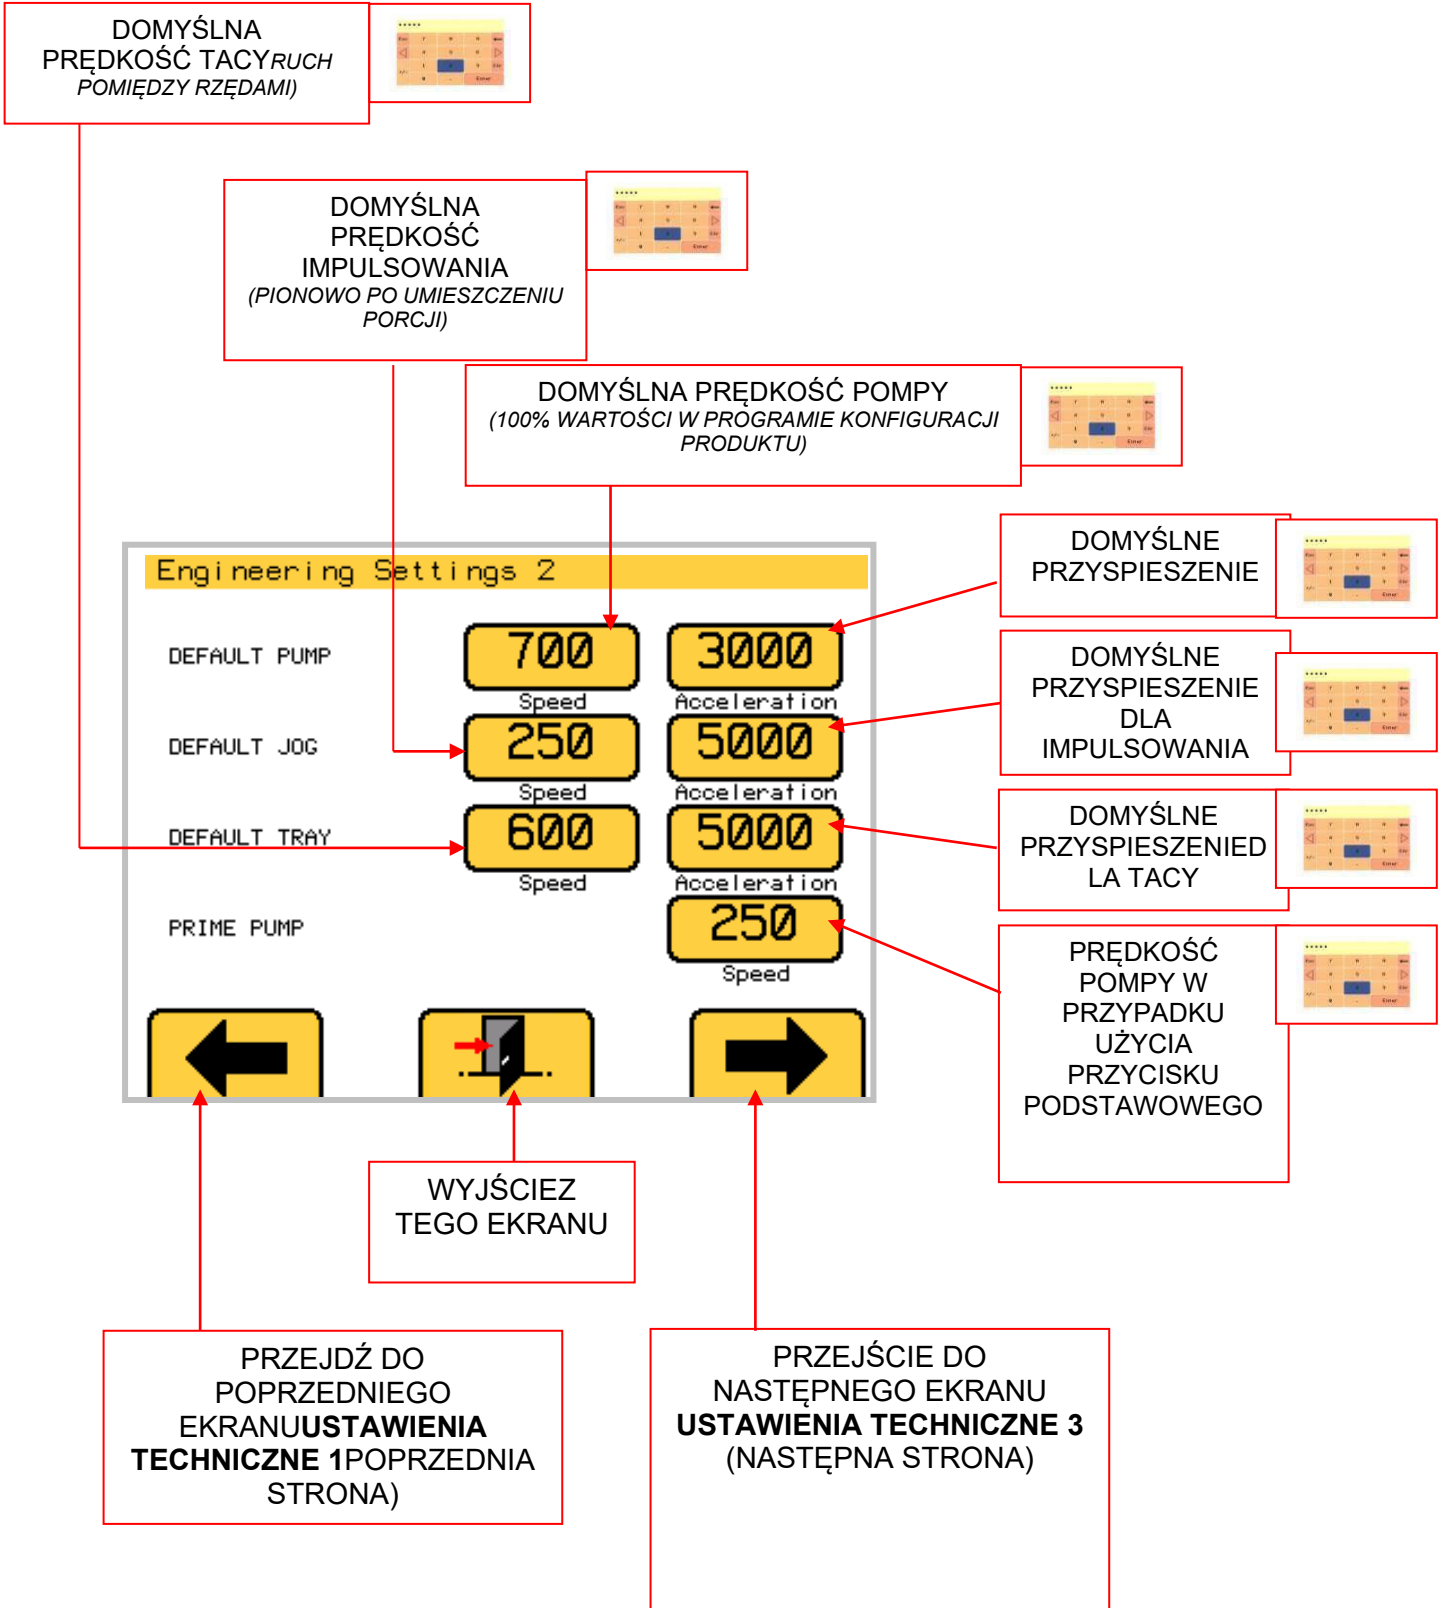 DOMYŚLNA
PRĘDKOŚĆ TACYRUCH
POMIĘDZY RZĘDAMI)
DOMYŚLNA
PRĘDKOŚĆ
IMPULSOWANIA
(PIONOWO PO UMIESZCZENIU
PORCJI)
DOMYŚLNA PRĘDKOŚĆ POMPY
(100% WARTOŚCI W PROGRAMIE KONFIGURACJI
PRODUKTU)
DOMYŚLNE
PRZYSPIESZENIE
DOMYŚLNE
PRZYSPIESZENIE
DLA
IMPULSOWANIA
DOMYŚLNE
PRZYSPIESZENIED
LA TACY
PRĘDKOŚĆ
POMPY W
PRZYPADKU
UŻYCIA
PRZYCISKU
PODSTAWOWEGO
Engineering Settings 2
DEFAULT PUMP 700 3000
Speed Acceleration
DEFAULT JOG 250 5000
Speed Acceleration
DEFAULT TRAY 600 5000
Speed Acceleration
PRIME PUMP 250
Speed
WYJŚCIEZ
TEGO EKRANU
PRZEJDŹ DO
POPRZEDNIEGO
EKRANUUSTAWIENIA
TECHNICZNE 1POPRZEDNIA
STRONA)
PRZEJŚCIE DO
NASTĘPNEGO EKRANU
USTAWIENIA TECHNICZNE 3
(NASTĘPNA STRONA)